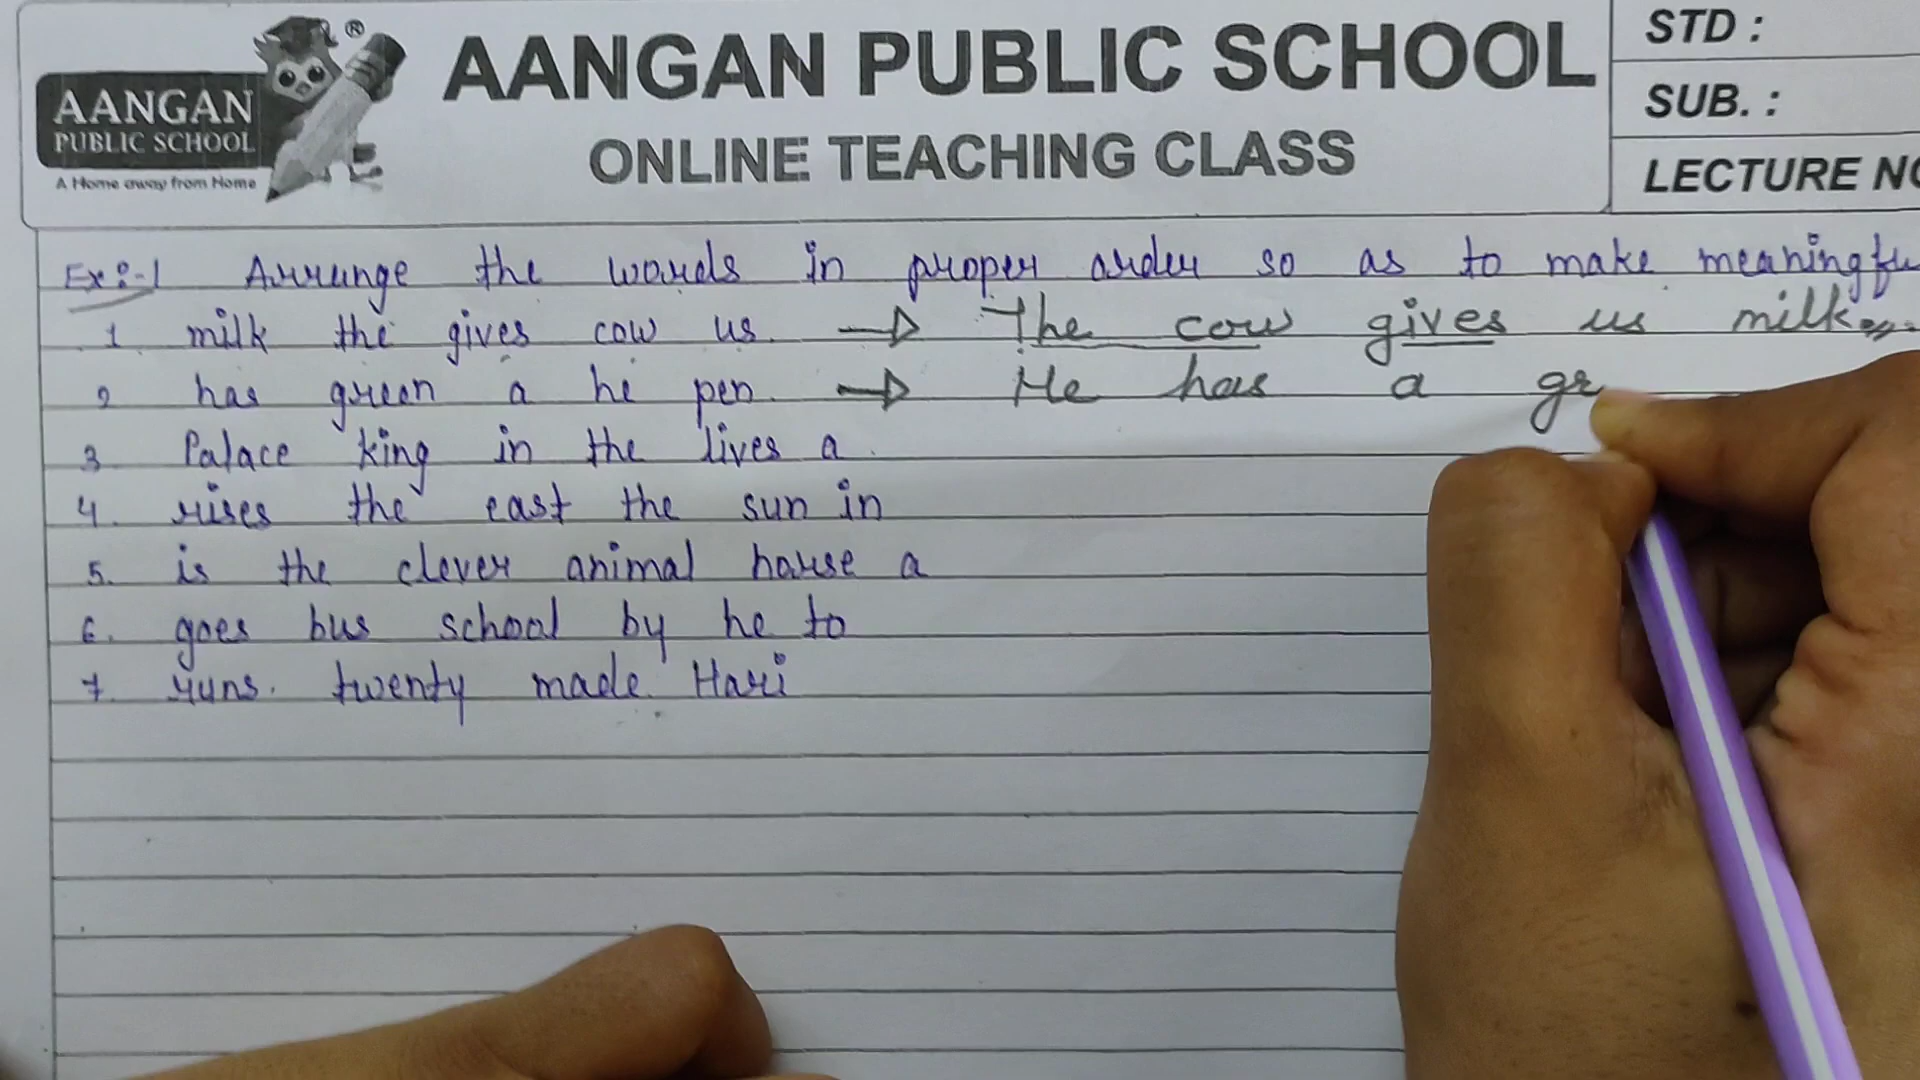 AANGAN
PUBLIC SCHOOL
A Home away from Home
®
AANGAN PUBLIC SCHOOL
ONLINE TEACHING CLASS
STD :
SUB. :
LECTURE NO
Ex:-1 Arrange the words in proper order so as to make meaningfu
1. milk the gives cow us. → The cow gives us milk.
2 has green a he pen. → He has a gr
3 Palace king in the lives a.
4. rises the east the sun in
5. is the clever animal horse a
6. goes bus school by he to
7. runs. twenty made Hari